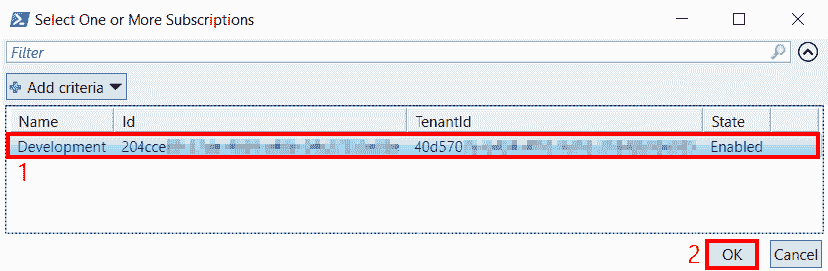 Select One or More Subscriptions
Filter
Add criteria
Name Id TenantId State
Development 204cce 40d570 Enabled
1
2 OK Cancel